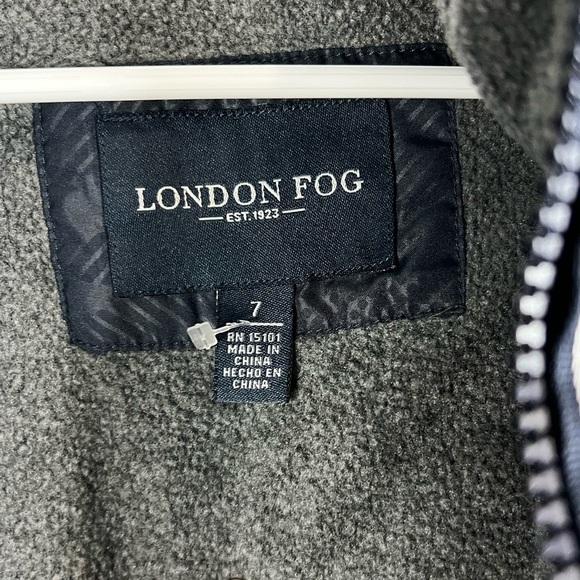 LONDON FOG
EST. 1923
7
RN 15101
MADE IN
CHINA
HECHO EN
CHINA